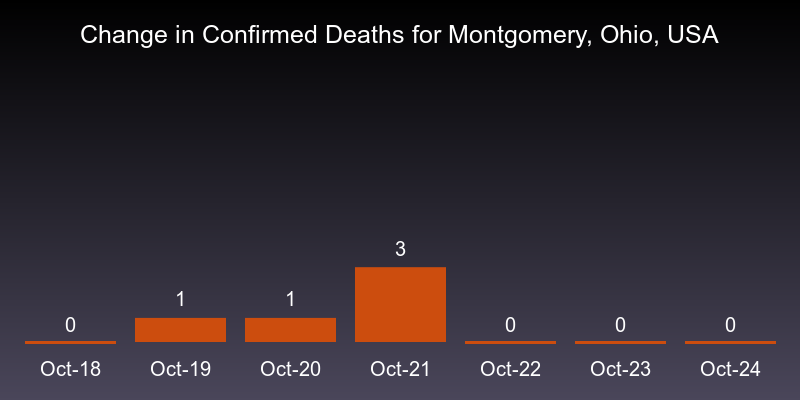 Change in Confirmed Deaths for Montgomery, Ohio, USA
3
1 1
0 0 0 0
Oct-18 Oct-19 Oct-20 Oct-21 Oct-22 Oct-23 Oct-24